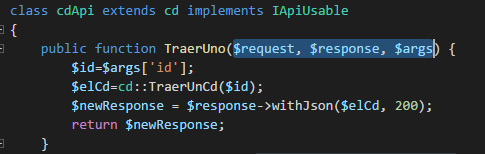 class cdApi extends cd implements IApiUsable
{
public function TraerUno($request, $response, $args) {
$id=$args['id'];
$elCd=cd::TraerUnCd($id);
$newResponse = $response->withJson($elCd, 200);
return $newResponse;
}